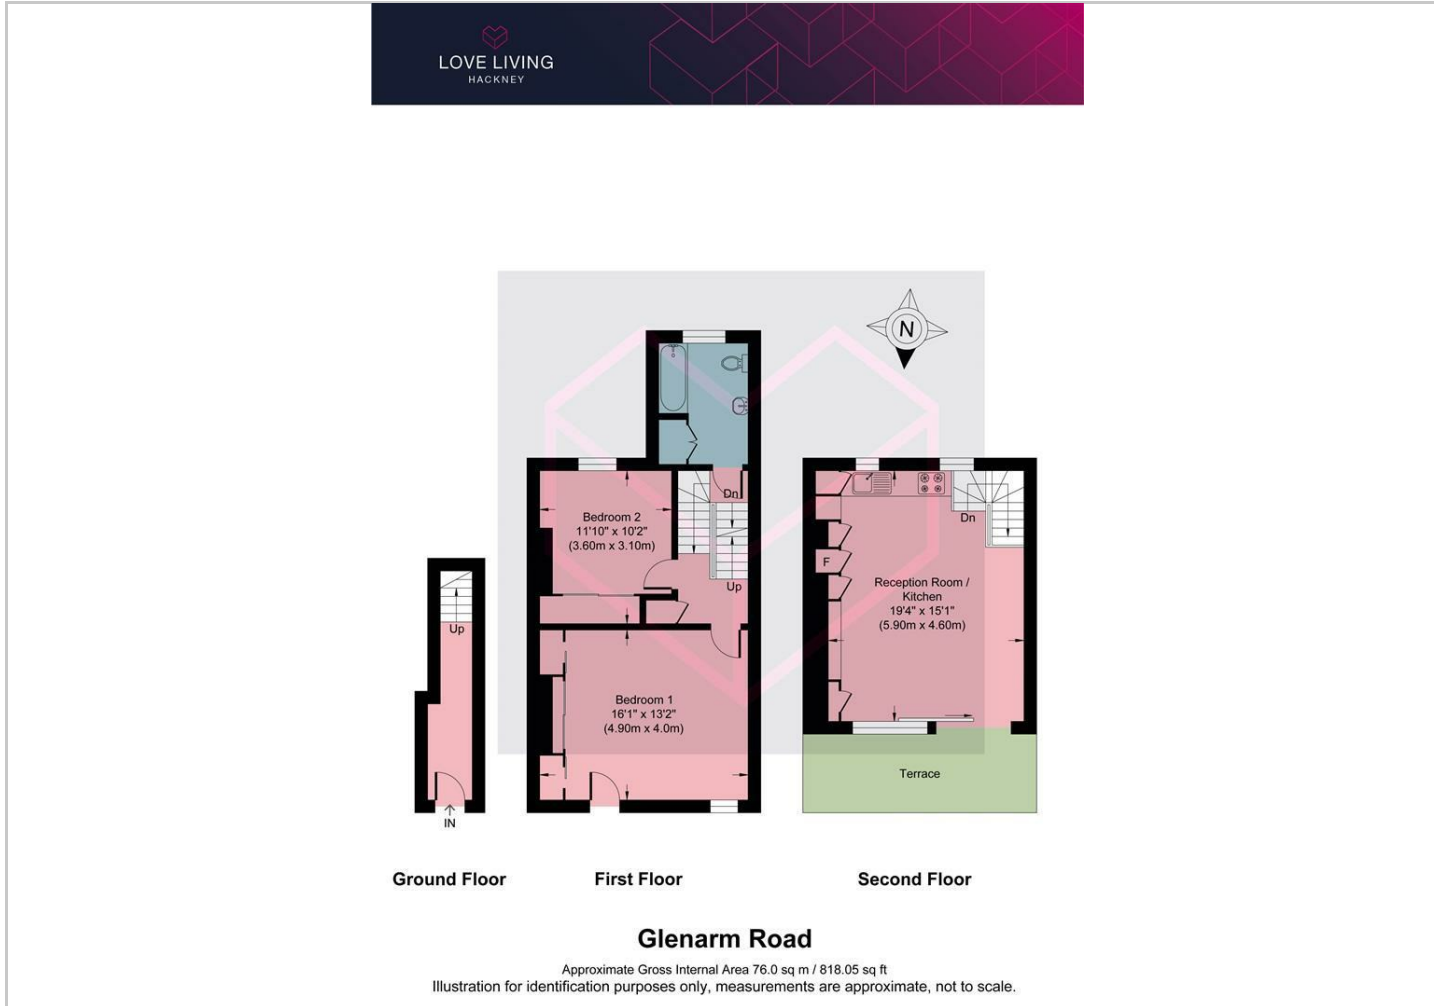 LOVE LIVING
HACKNEY
N
Dn
Bedroom 2
11'10" x 10'2"
(3.60m x 3.10m)
Up
Dn
F
Reception Room /
Kitchen
19'4" x 15'1"
(5.90m x 4.60m)
Up
Bedroom 1
16'1" x 13'2"
(4.90m x 4.0m)
Terrace
IN
Ground Floor
First Floor
Second Floor
Glenarm Road
Approximate Gross Internal Area 76.0 sq m / 818.05 sq ft
Illustration for identification purposes only, measurements are approximate, not to scale.